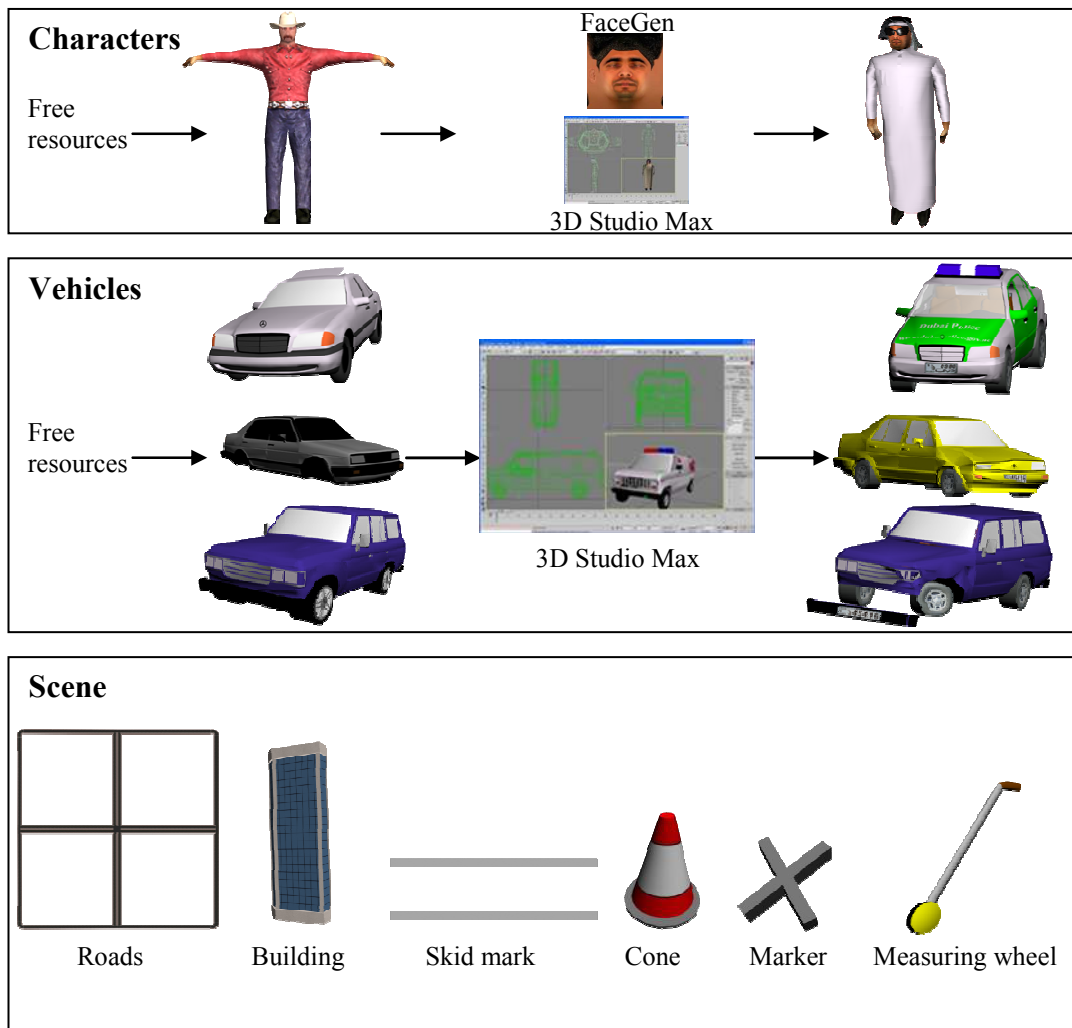 Characters
Free
resources
FaceGen
3D Studio Max
Vehicles
Free
resources
3D Studio Max
Dubai Police
Scene
Roads
Building
Skid mark
Cone
Marker
Measuring wheel